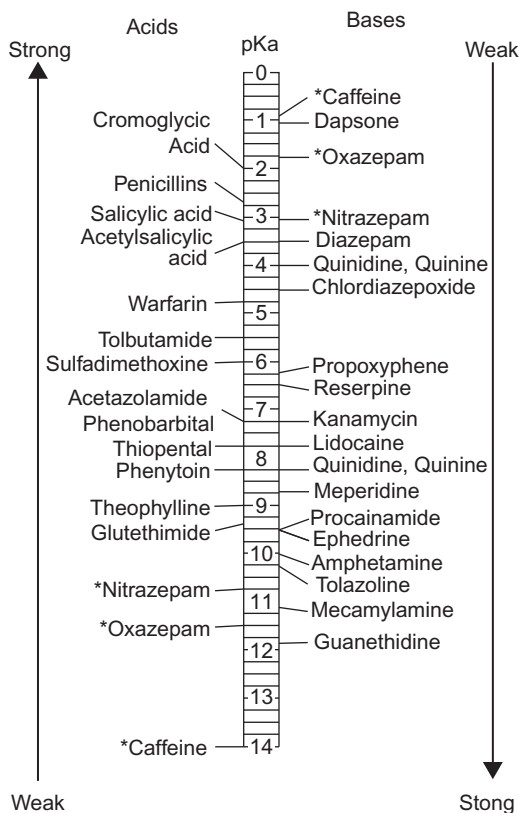 Acids
Bases
pKa
Strong
Weak
0
*Caffeine
1
Dapsone
Cromoglycic
Acid
*Oxazepam
2
Penicillins
Salicylic acid
3
*Nitrazepam
Acetylsalicylic
acid
Diazepam
4
Quinidine, Quinine
Chlordiazepoxide
Warfarin
5
Tolbutamide
Sulfadimethoxine
6
Propoxyphene
Reserpine
Acetazolamide
7
Phenobarbital
Kanamycin
Thiopental
Lidocaine
8
Phenytoin
Quinidine, Quinine
Meperidine
Theophylline
9
Procainamide
Glutethimide
Ephedrine
10
Amphetamine
Tolazoline
*Nitrazepam
11
Mecamylamine
*Oxazepam
Guanethidine
12
13
*Caffeine
14
Weak
Stong